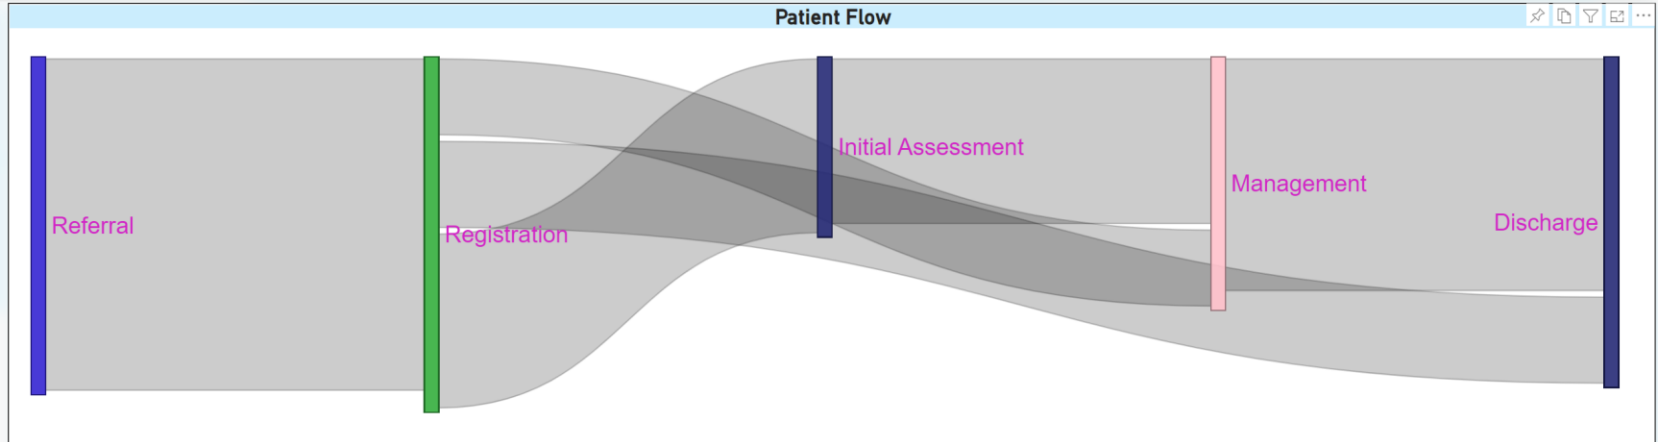 Patient Flow
Referral
Registration
Initial Assessment
Management
Discharge